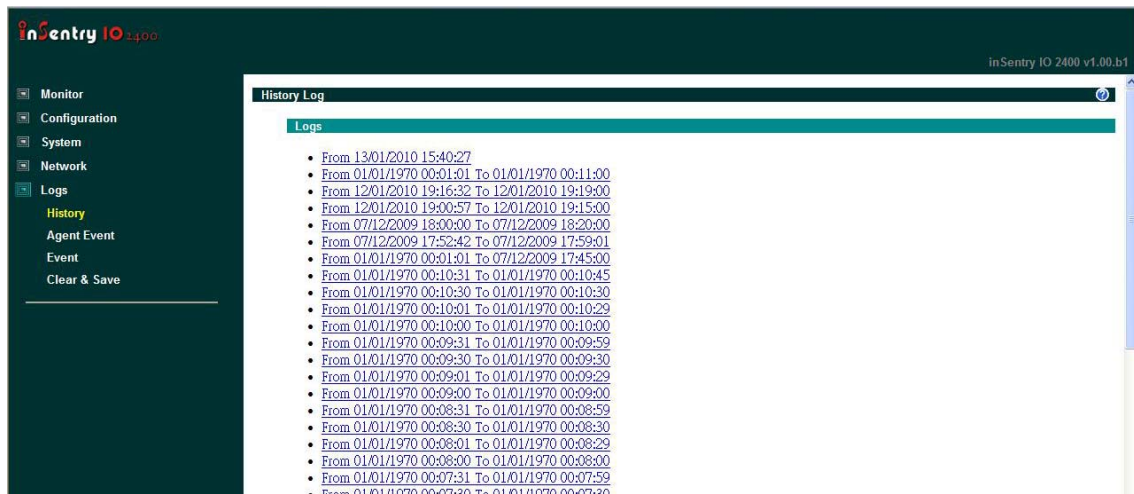 inSentry IO 2400
inSentry IO 2400 v1.00.b1
Monitor
Configuration
System
Network
Logs
History
Agent Event
Event
Clear & Save
History Log
?
Logs
From 13/01/2010 15:40:27
From 01/01/1970 00:01:01 To 01/01/1970 00:11:00
From 12/01/2010 19:16:32 To 12/01/2010 19:19:00
From 12/01/2010 19:00:57 To 12/01/2010 19:15:00
From 07/12/2009 18:00:00 To 07/12/2009 18:20:00
From 07/12/2009 17:52:42 To 07/12/2009 17:59:01
From 01/01/1970 00:01:01 To 07/12/2009 17:45:00
From 01/01/1970 00:10:31 To 01/01/1970 00:10:45
From 01/01/1970 00:10:30 To 01/01/1970 00:10:30
From 01/01/1970 00:10:01 To 01/01/1970 00:10:29
From 01/01/1970 00:10:00 To 01/01/1970 00:10:00
From 01/01/1970 00:09:31 To 01/01/1970 00:09:59
From 01/01/1970 00:09:30 To 01/01/1970 00:09:30
From 01/01/1970 00:09:01 To 01/01/1970 00:09:29
From 01/01/1970 00:09:00 To 01/01/1970 00:09:00
From 01/01/1970 00:08:31 To 01/01/1970 00:08:59
From 01/01/1970 00:08:30 To 01/01/1970 00:08:30
From 01/01/1970 00:08:01 To 01/01/1970 00:08:29
From 01/01/1970 00:08:00 To 01/01/1970 00:08:00
From 01/01/1970 00:07:31 To 01/01/1970 00:07:59
From 01/01/1970 00:07:30 To 01/01/1970 00:07:30